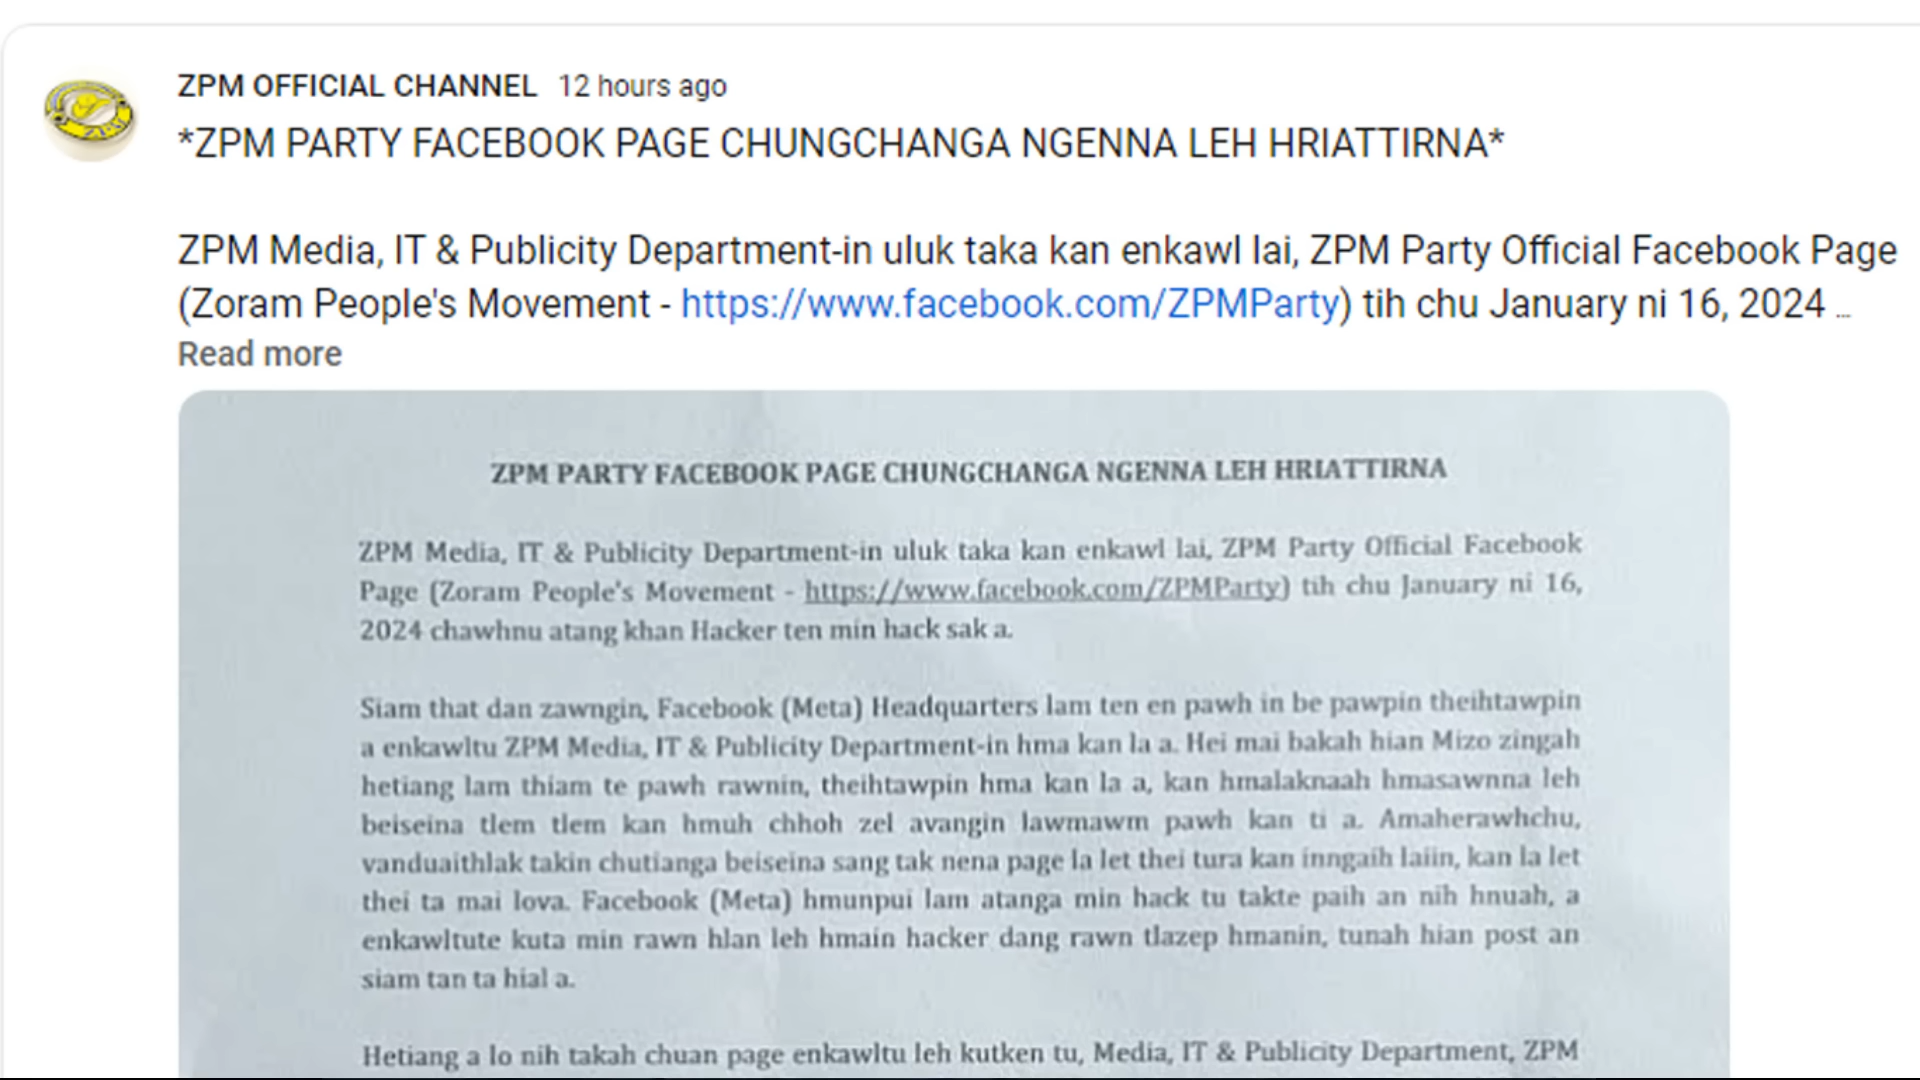 ZPM OFFICIAL CHANNEL 12 hours ago
*ZPM PARTY FACEBOOK PAGE CHUNGCHANGA NGENNA LEH HRIATTIRNA*
ZPM Media, IT & Publicity Department-in uluk taka kan enkawl lai, ZPM Party Official Facebook Page
(Zoram People's Movement - https://www.facebook.com/ZPMParty) tih chu January ni 16, 2024 ...
Read more
ZPM PARTY FACEBOOK PAGE CHUNGCHANGA NGENNA LEH HRIATTIRNA
ZPM Media, IT & Publicity Department-in uluk taka kan enkawl lai, ZPM Party Official Facebook
Page (Zoram People's Movement - https://www.facebook.com/ZPMParty) tih chu January ni 16,
2024 chawhnu atang khan Hacker ten min hack sak a.
Siam that dan zawngin, Facebook (Meta) Headquarters lam ten en pawh in be pawpin theihtawpin
a enkawltu ZPM Media, IT & Publicity Department-in hma kan la a. Hei mai bakah hian Mizo zingah
hetiang lam thiam te pawh rawnin, theihtawpin hma kan la a, kan hmalaknaah hmasawnna leh
beiseina tlem tlem kan hmuh chhoh zel avangin lawmawm pawh kan ti a. Amaherawhchu,
vanduaithlak takin chutianga beiseina sang tak nena page la let thei tura kan inngaih laiin, kan la let
thei ta mai lova. Facebook (Meta) hmunpui lam atanga min hack tu takte paih an nih hnuah, a
enkawltute kuta min rawn hlan leh hmain hacker dang rawn tlazep hmanin, tunah hian post an
siam tan ta hial a.
Hetiang a lo nih takah chuan page enkawltu leh kutken tu, Media, IT & Publicity Department, ZPM